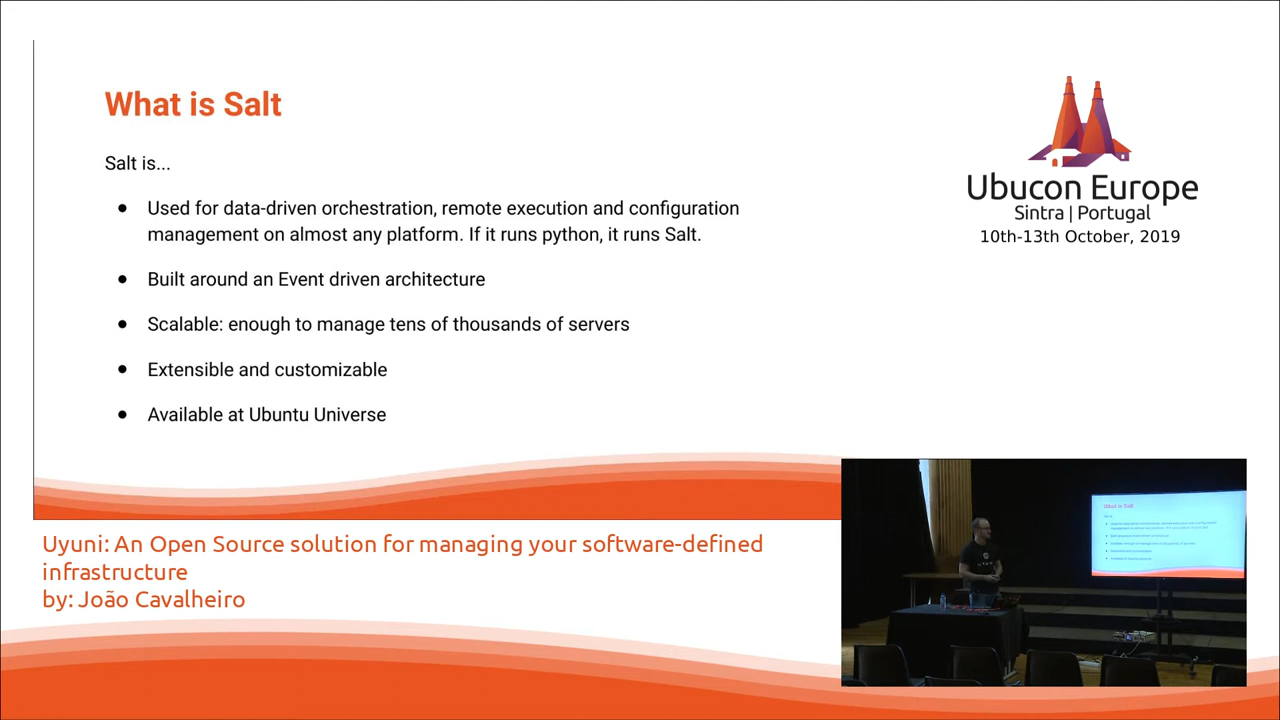 What is Salt
Salt is...
● Used for data-driven orchestration, remote execution and configuration
management on almost any platform. If it runs python, it runs Salt.
● Built around an Event driven architecture
● Scalable: enough to manage tens of thousands of servers
● Extensible and customizable
● Available at Ubuntu Universe
Ubucon Europe
Sintra | Portugal
10th-13th October, 2019
Uyuni: An Open Source solution for managing your software-defined
infrastructure
by: João Cavalheiro
What is Salt